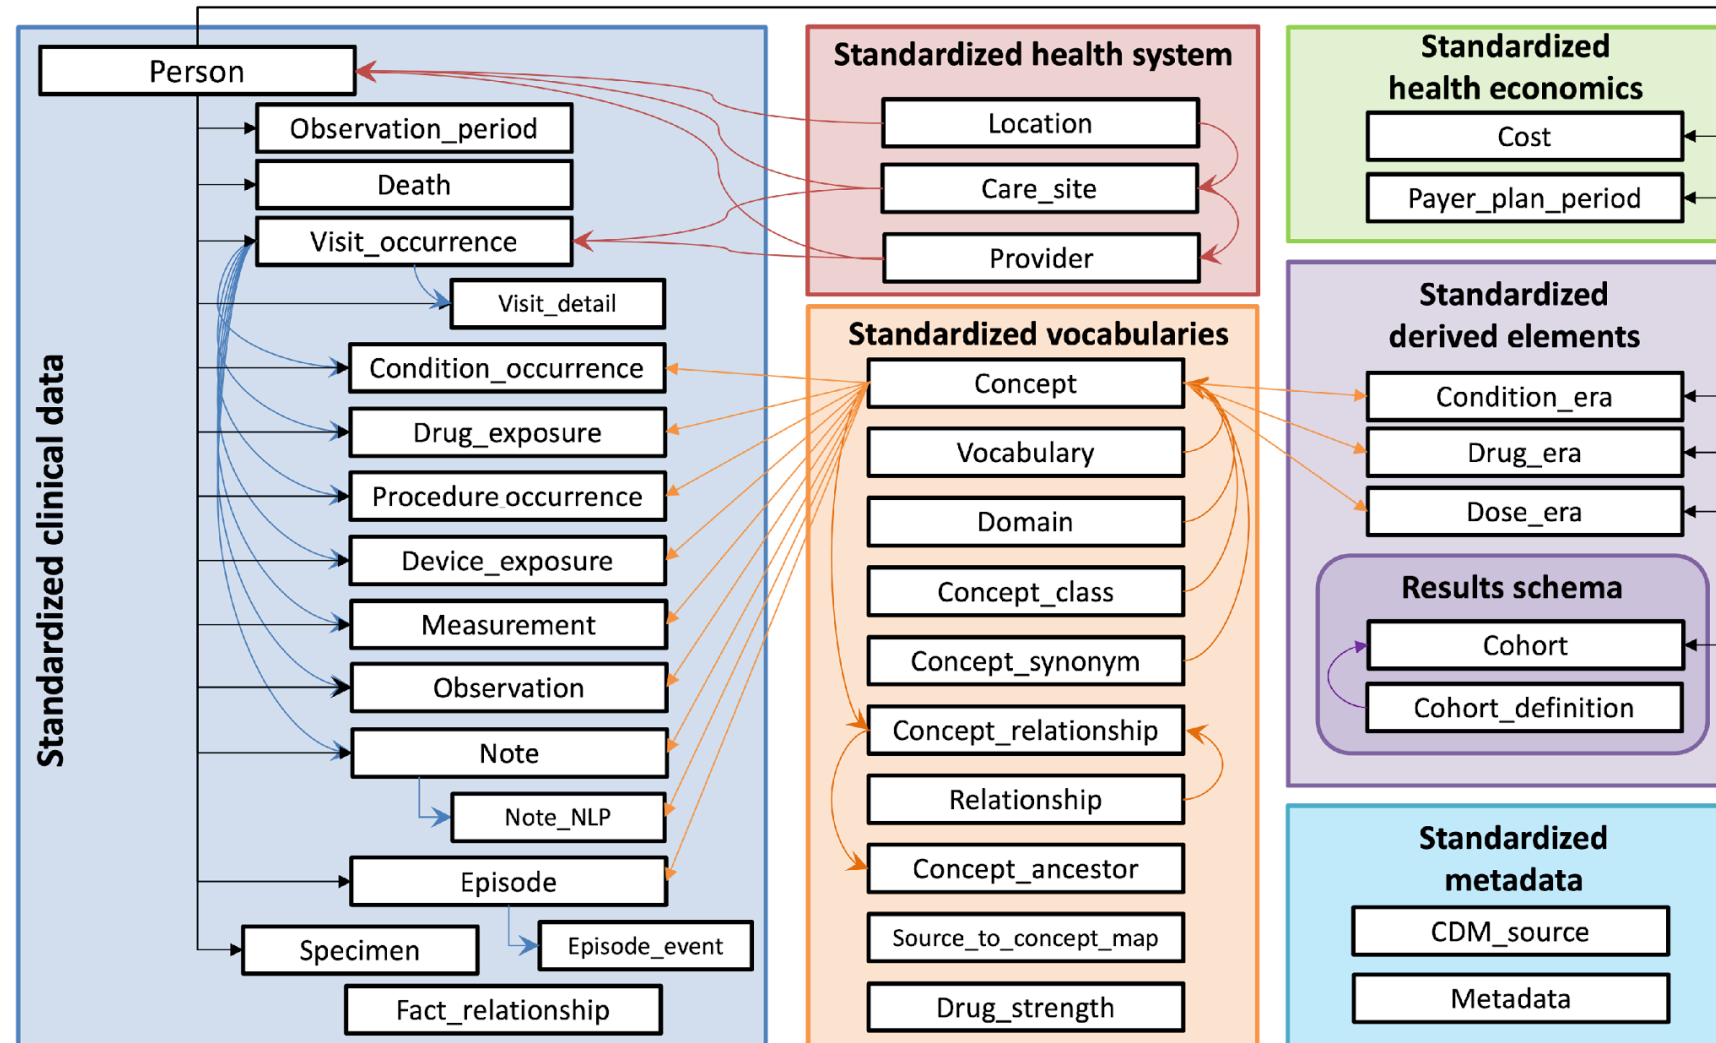 Standardized clinical data
Person
Observation_period
Death
Visit_occurrence
Visit_detail
Condition_occurrence
Drug_exposure
Procedure_occurrence
Device_exposure
Measurement
Observation
Note
Note_NLP
Episode
Episode_event
Specimen
Fact_relationship
Standardized health system
Location
Care_site
Provider
Standardized vocabularies
Concept
Vocabulary
Domain
Concept_class
Concept_synonym
Concept_relationship
Relationship
Concept_ancestor
Source_to_concept_map
Drug_strength
Standardized
health economics
Cost
Payer_plan_period
Standardized
derived elements
Condition_era
Drug_era
Dose_era
Results schema
Cohort
Cohort_definition
Standardized
metadata
CDM_source
Metadata